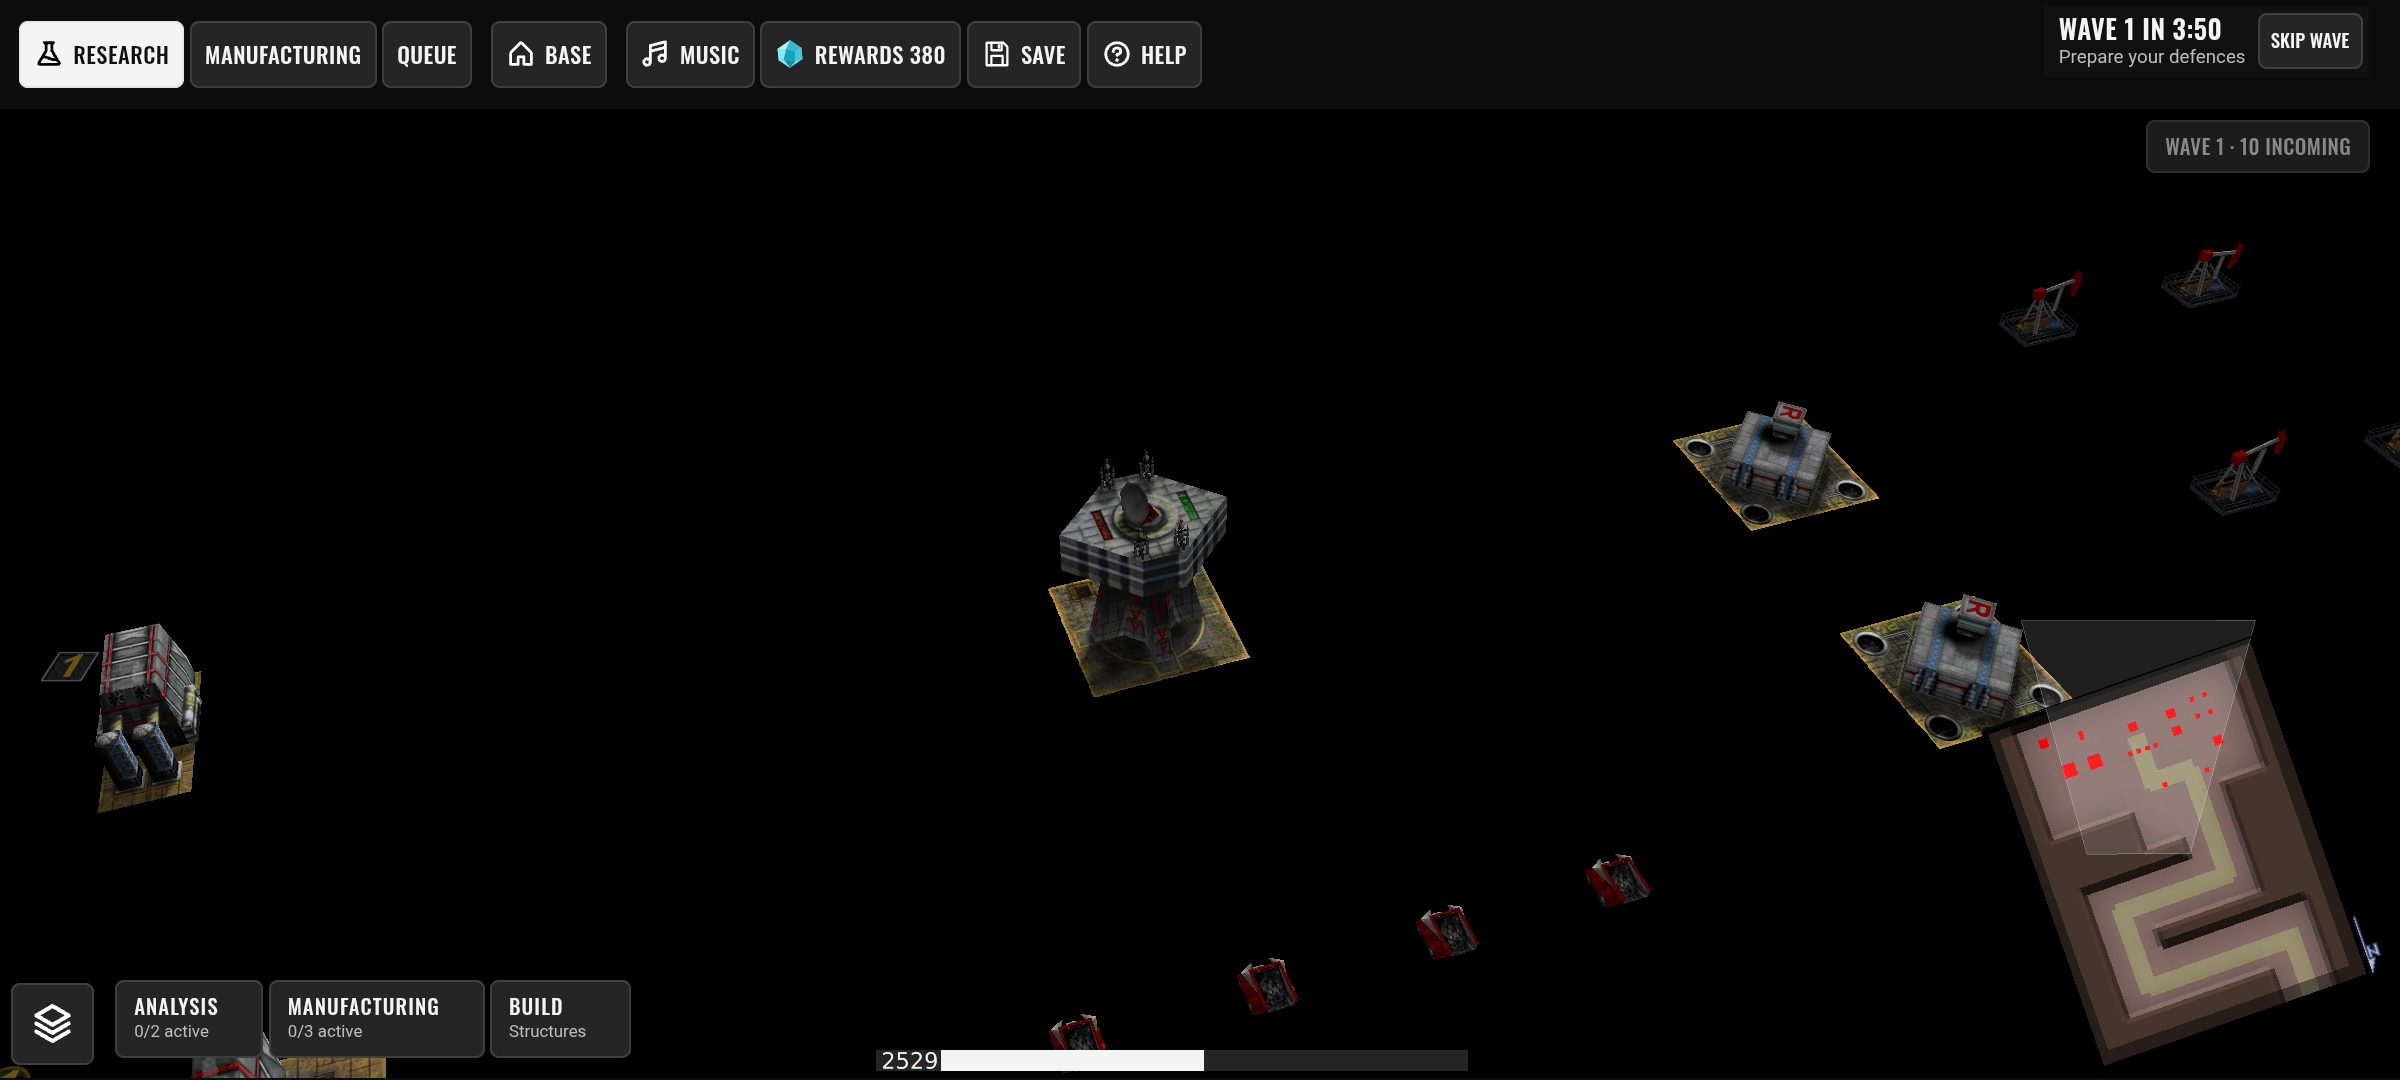 RESEARCH
MANUFACTURING
QUEUE
BASE
MUSIC
REWARDS 380
SAVE
HELP
WAVE 1 IN 3:50
Prepare your defences
SKIP WAVE
WAVE 1 · 10 INCOMING
R
R
1
N
ANALYSIS
0/2 active
MANUFACTURING
0/3 active
BUILD
Structures
2529